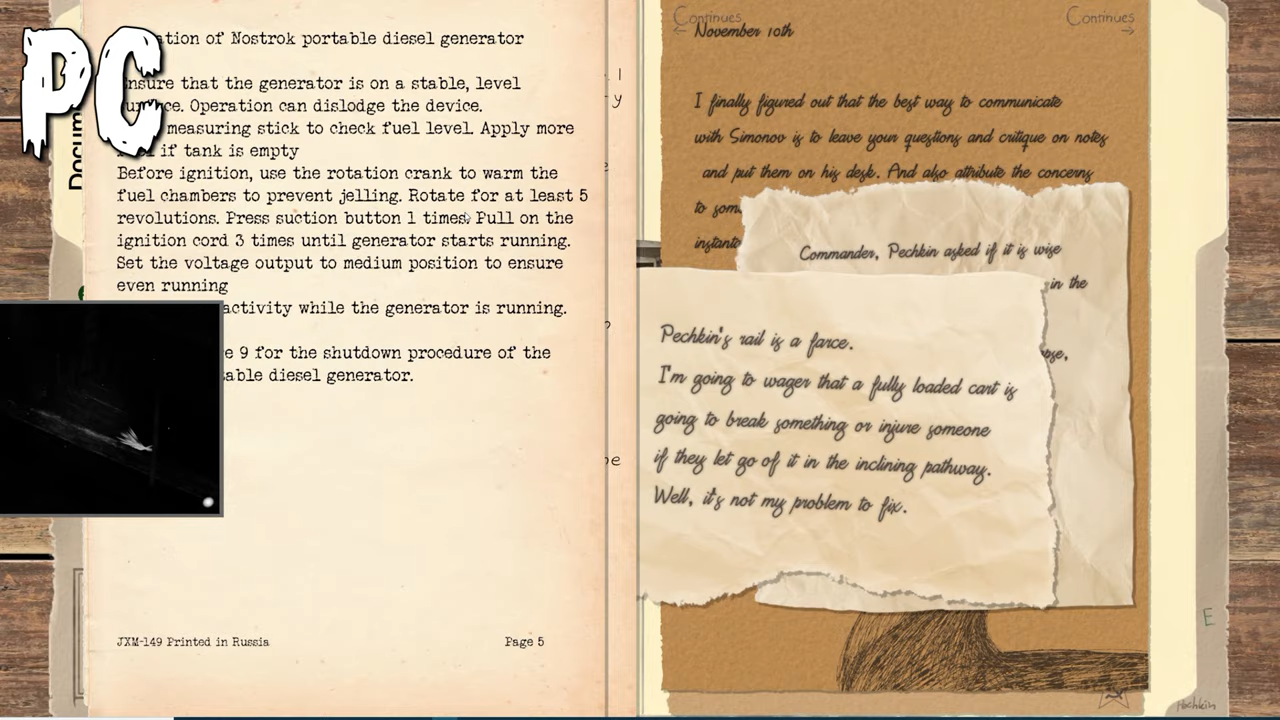 PC
ation of Nostrok portable diesel generator
Ensure that the generator is on a stable, level
ce. Operation can dislodge the device.
measuring stick to check fuel level. Apply more
if tank is empty
Before ignition, use the rotation crank to warm the
fuel chambers to prevent jelling. Rotate for at least 5
revolutions. Press suction button 1 times. Pull on the
ignition cord 3 times until generator starts running.
Set the voltage output to medium position to ensure
even running
activity while the generator is running.
e 9 for the shutdown procedure of the
able diesel generator.
JXM-149 Printed in Russia
Page 5
Docum
Continues
Continues
November 10th
I finally figured out that the best way to communicate
with Simonov is to leave your questions and critique on notes
and put them on his desk. And also attribute the concerns
to som
instant
Commander, Pechkin asked if it is wise
in the
pse,
Pechkin's rail is a farce.
I'm going to wager that a fully loaded cart is
going to break something or injure someone
if they let go of it in the inclining pathway.
Well, it's not my problem to fix.
E